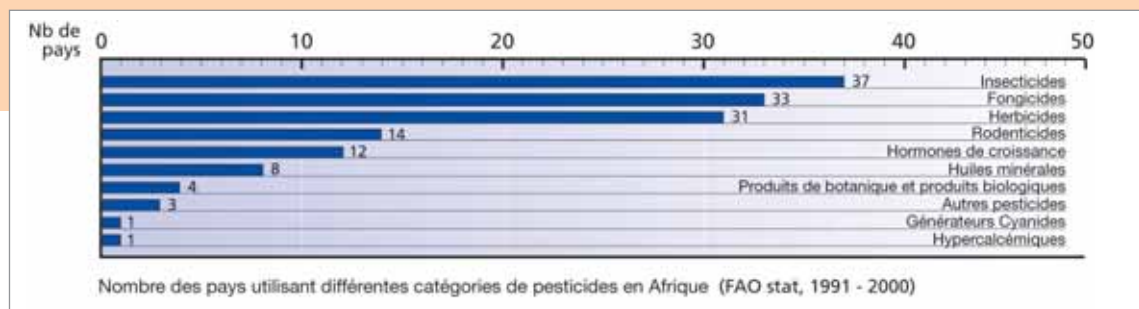 Nb de
pays
0 10 20 30 40 50
37 Insecticides
33 Fongicides
31 Herbicides
14 Rodenticides
12 Hormones de croissance
8 Huiles minérales
4 Produits de botanique et produits biologiques
3 Autres pesticides
1 Générateurs Cyanides
1 Hypercalcémiques
Nombre des pays utilisant différentes catégories de pesticides en Afrique (FAO stat, 1991 - 2000)